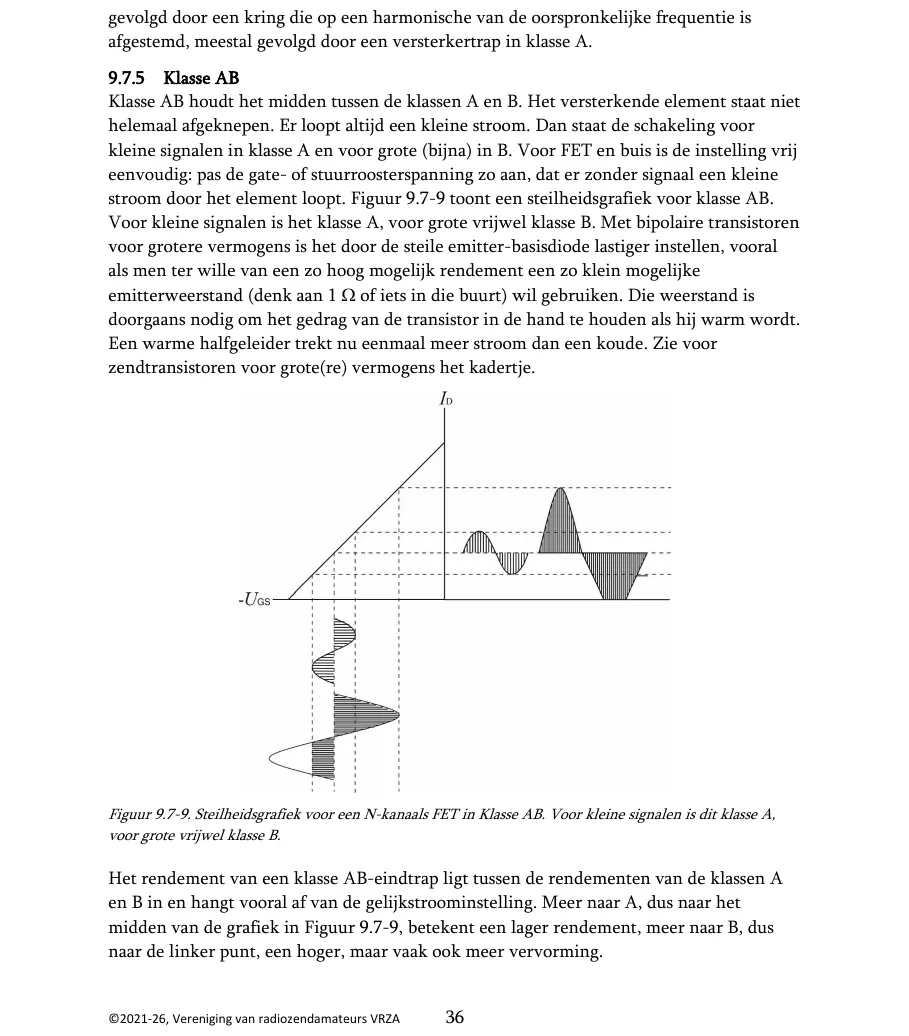 gevolgd door een kring die op een harmonische van de oorspronkelijke frequentie is
afgestemd, meestal gevolgd door een versterkertrap in klasse A.
9.7.5 Klasse AB
Klasse AB houdt het midden tussen de klassen A en B. Het versterkende element staat niet
helemaal afgeknepen. Er loopt altijd een kleine stroom. Dan staat de schakeling voor
kleine signalen in klasse A en voor grote (bijna) in B. Voor FET en buis is de instelling vrij
eenvoudig: pas de gate- of stuurroosterspanning zo aan, dat er zonder signaal een kleine
stroom door het element loopt. Figuur 9.7-9 toont een steilheidsgrafiek voor klasse AB.
Voor kleine signalen is het klasse A, voor grote vrijwel klasse B. Met bipolaire transistoren
voor grotere vermogens is het door de steile emitter-basisdiode lastiger instellen, vooral
als men ter wille van een zo hoog mogelijk rendement een zo klein mogelijke
emitterweerstand (denk aan 1 Ω of iets in die buurt) wil gebruiken. Die weerstand is
doorgaans nodig om het gedrag van de transistor in de hand te houden als hij warm wordt.
Een warme halfgeleider trekt nu eenmaal meer stroom dan een koude. Zie voor
zendtransistoren voor grote(re) vermogens het kadertje.
ID
-UGS
Figuur 9.7-9. Steilheidsgrafiek voor een N-kanaals FET in Klasse AB. Voor kleine signalen is dit klasse A,
voor grote vrijwel klasse B.
Het rendement van een klasse AB-eindtrap ligt tussen de rendementen van de klassen A
en B in en hangt vooral af van de gelijkstroominstelling. Meer naar A, dus naar het
midden van de grafiek in Figuur 9.7-9, betekent een lager rendement, meer naar B, dus
naar de linker punt, een hoger, maar vaak ook meer vervorming.
©2021-26, Vereniging van radiozendamateurs VRZA 36